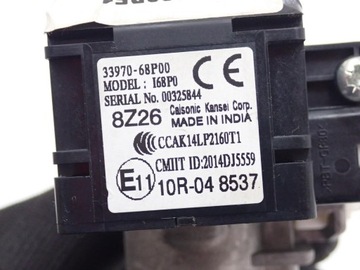 33970-68P00
MODEL: I68P0
SERIAL No. 00325844
CE
8Z26
Calsonic Kansei Corp.
MADE IN INDIA
CCAK14LP2160T1
CMIIT ID:2014DJ5559
E11
10R-04 8537